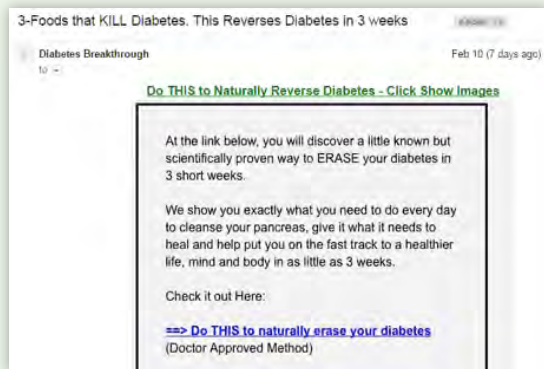 3-Foods that KILL Diabetes. This Reverses Diabetes in 3 weeks
Diabetes Breakthrough
Feb 10 (7 days ago)
to
Do THIS to Naturally Reverse Diabetes - Click Show Images
At the link below, you will discover a little known but
scientifically proven way to ERASE your diabetes in
3 short weeks.
We show you exactly what you need to do every day
to cleanse your pancreas, give it what it needs to
heal and help put you on the fast track to a healthier
life, mind and body in as little as 3 weeks.
Check it out Here:
==> Do THIS to naturally erase your diabetes
(Doctor Approved Method)